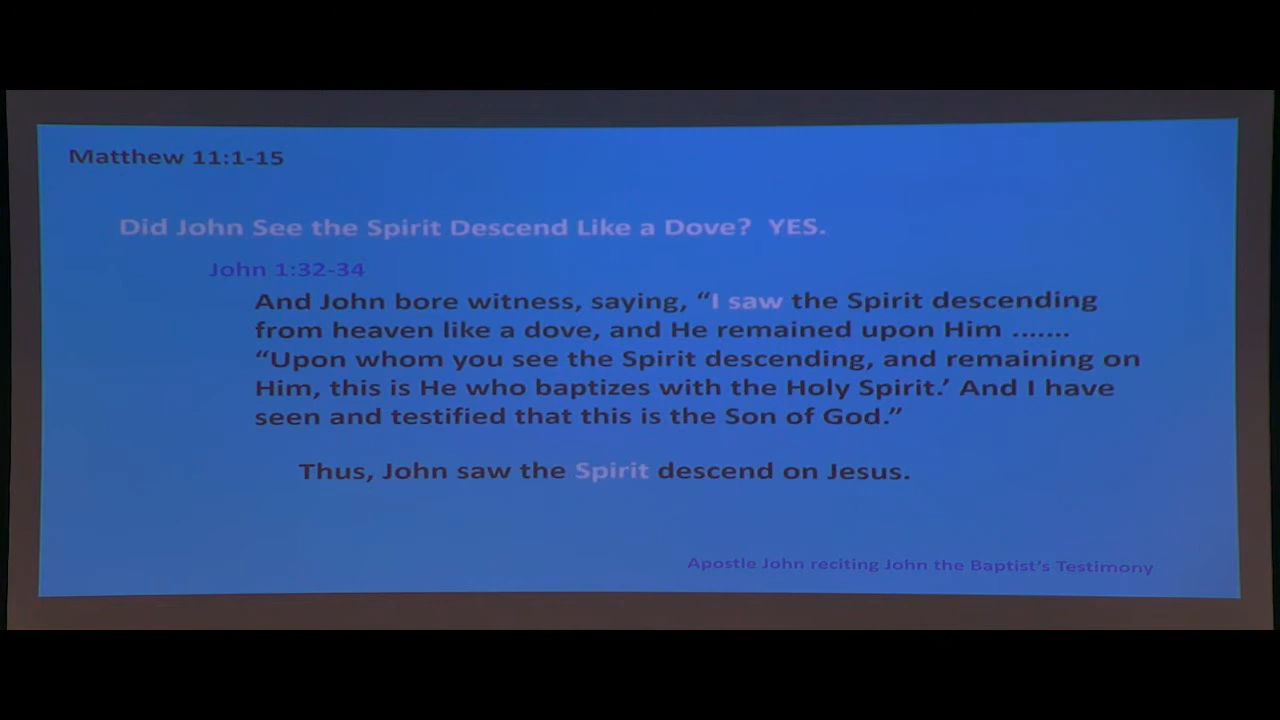 Matthew 11:1-15
Did John See the Spirit Descend Like a Dove? YES.
John 1:32-34
And John bore witness, saying, “I saw the Spirit descending
from heaven like a dove, and He remained upon Him .......
“Upon whom you see the Spirit descending, and remaining on
Him, this is He who baptizes with the Holy Spirit.’ And I have
seen and testified that this is the Son of God.”
Thus, John saw the Spirit descend on Jesus.
Apostle John reciting John the Baptist’s Testimony